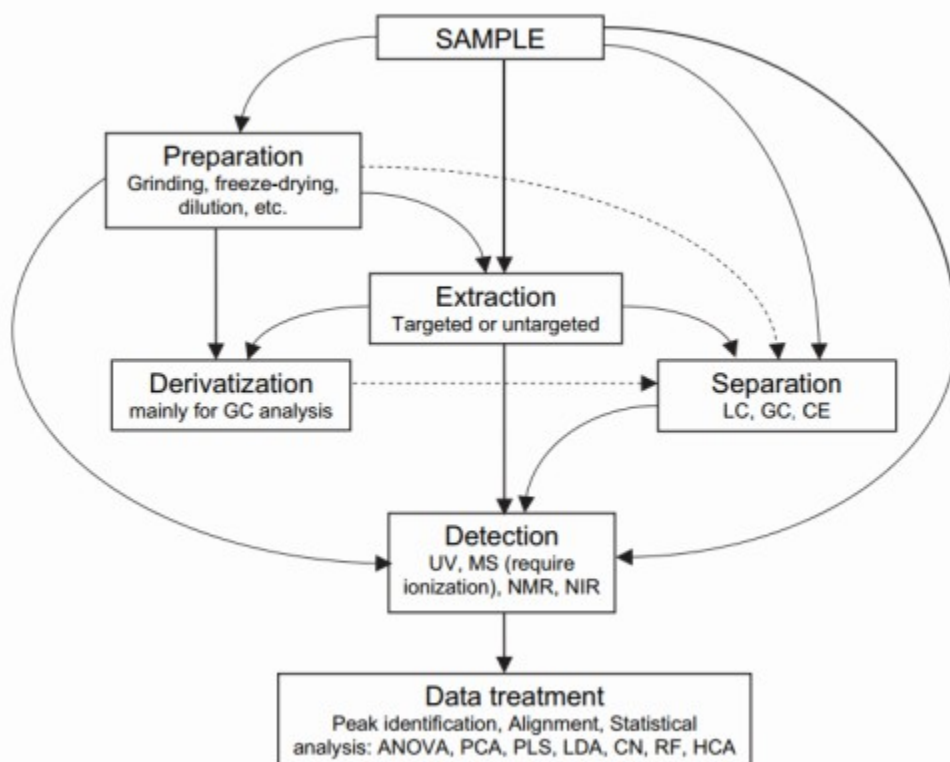 SAMPLE
Preparation
Grinding, freeze-drying,
dilution, etc.
Extraction
Targeted or untargeted
Derivatization
mainly for GC analysis
Separation
LC, GC, CE
Detection
UV, MS (require
ionization), NMR, NIR
Data treatment
Peak identification, Alignment, Statistical
analysis: ANOVA, PCA, PLS, LDA, CN, RF, HCA